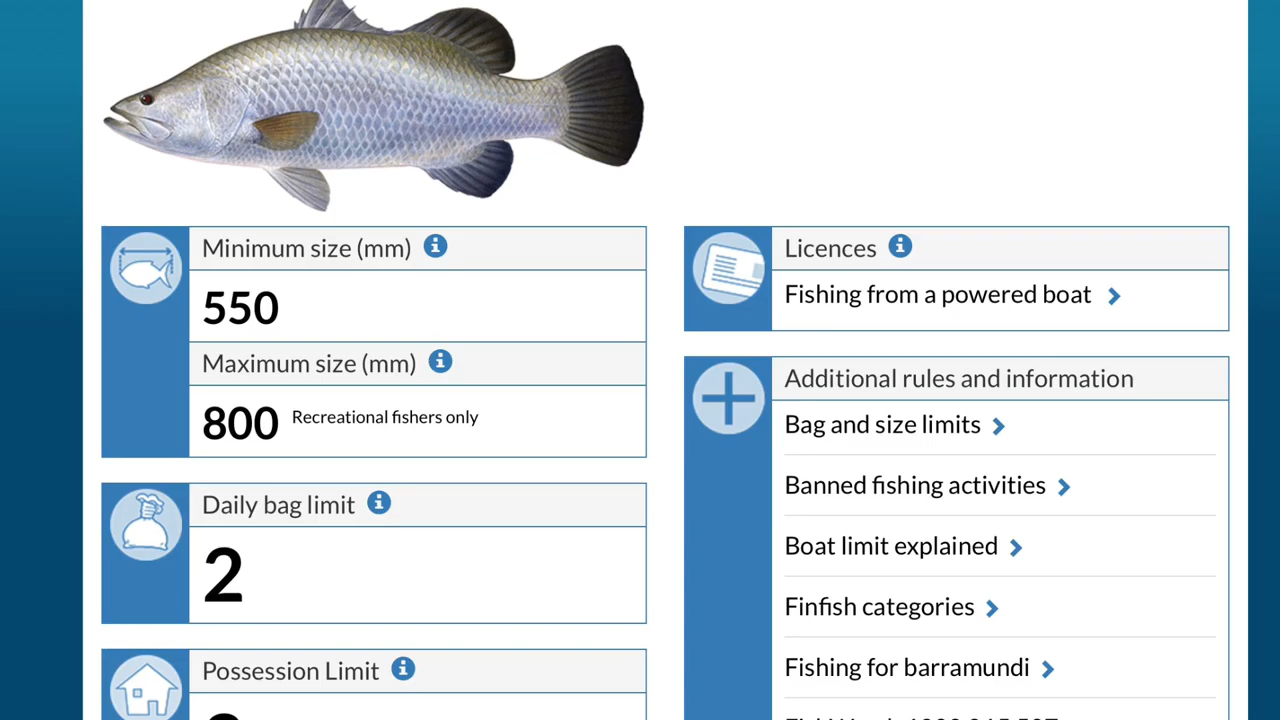 Minimum size (mm)
550
Maximum size (mm)
800 Recreational fishers only
Daily bag limit
2
Possession Limit
Licences
Fishing from a powered boat
Additional rules and information
Bag and size limits
Banned fishing activities
Boat limit explained
Finfish categories
Fishing for barramundi